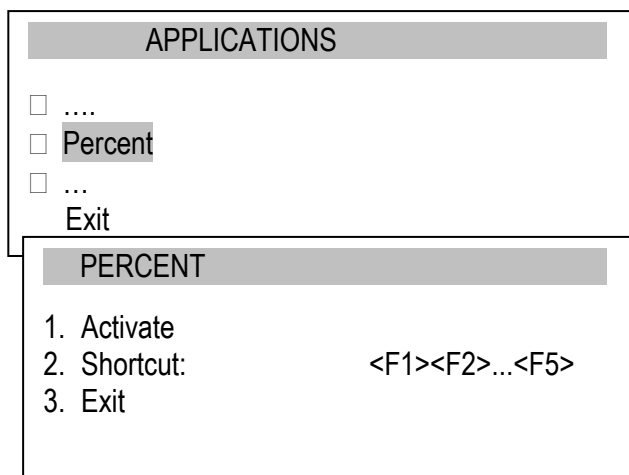 APPLICATIONS
□ ....
□ Percent
□ …
Exit
PERCENT
1. Activate
2. Shortcut: <F1><F2>...<F5>
3. Exit